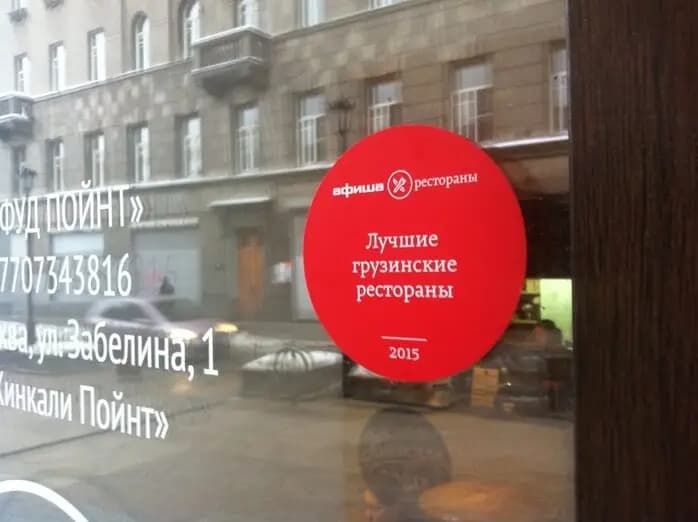 ФУД ПОЙНТ»
7707343816
ква, ул. Забелина, 1
Хинкали Пойнт»
афиша рестораны
Лучшие
грузинские
рестораны
2015